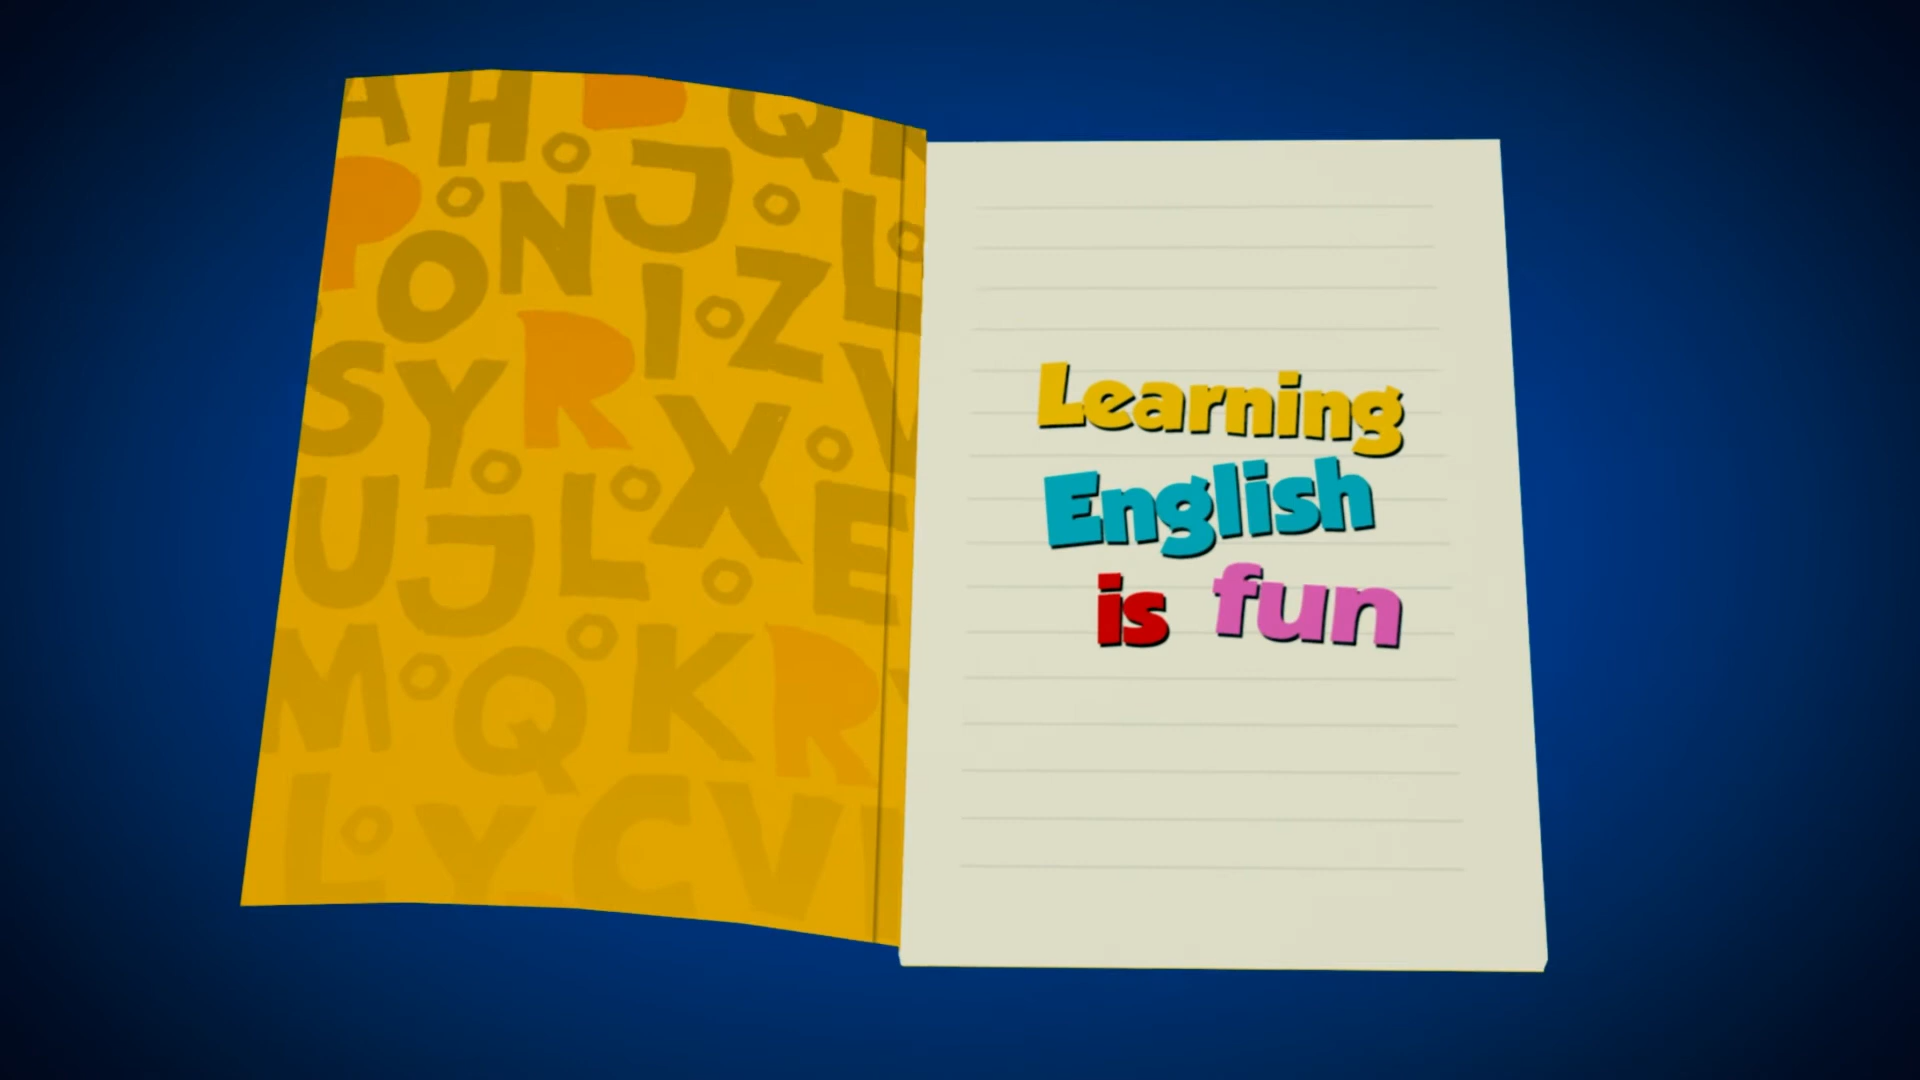 A H P Q N
P O N J L
O I Z
S Y R X V
U J L E
M Q K R Y
L Y C V
Learning
English
is fun